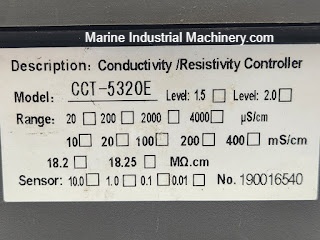 Marine Industrial Machinery.com
Description: Conductivity /Resistivity Controller
Model: CCT-5320E Level: 1.5 □ Level: 2.0 □
Range: 20 □ 200 □ 2000 □ 4000 □ μS/cm
10 □ 20 □ 100 □ 200 □ 400 □ mS/cm
18.2 □ 18.25 □ MΩ.cm
Sensor: 10.0 □ 1.0 □ 0.1 □ 0.01 □ No. 190016540